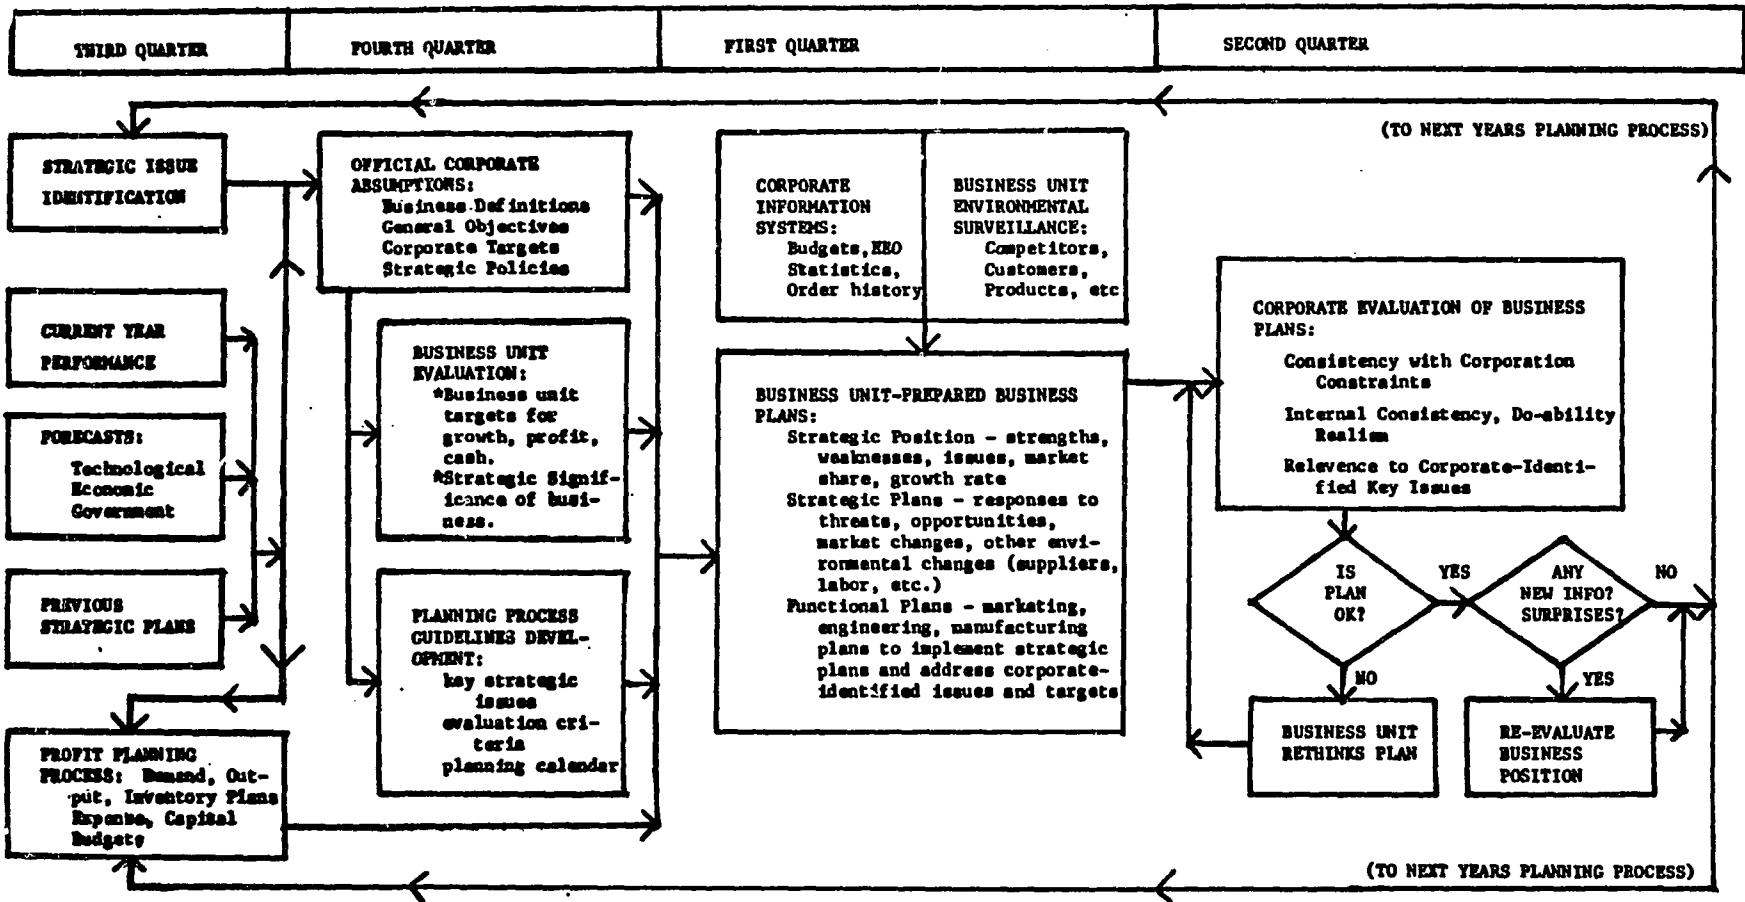 THIRD QUARTER
FOURTH QUARTER
FIRST QUARTER
SECOND QUARTER
(TO NEXT YEARS PLANNING PROCESS)
STRATEGIC ISSUE
IDENTIFICATION
CURRENT YEAR
PERFORMANCE
FORECASTS:
Technological
Economic
Government
PREVIOUS
STRATEGIC PLANS
PROFIT PLANNING
PROCESS: Demand, Out-
put, Inventory Plans
Expense, Capital
Budgets
OFFICIAL CORPORATE
ASSUMPTIONS:
Business Definitions
General Objectives
Corporate Targets
Strategic Policies
BUSINESS UNIT
EVALUATION:
*Business unit
targets for
growth, profit,
cash.
*Strategic Signif-
icance of busi-
ness.
PLANNING PROCESS
GUIDELINES DEVEL-
OPMENT:
key strategic
issues
evaluation cri-
teria
planning calendar
CORPORATE
INFORMATION
SYSTEMS:
Budgets, EEO
Statistics,
Order history
BUSINESS UNIT
ENVIRONMENTAL
SURVEILLANCE:
Competitors,
Customers,
Products, etc
BUSINESS UNIT-PREPARED BUSINESS
PLANS:
Strategic Position - strengths,
weaknesses, issues, market
share, growth rate
Strategic Plans - responses to
threats, opportunities,
market changes, other envi-
ronmental changes (suppliers,
labor, etc.)
Functional Plans - marketing,
engineering, manufacturing
plans to implement strategic
plans and address corporate-
identified issues and targets
CORPORATE EVALUATION OF BUSINESS
PLANS:
Consistency with Corporation
Constraints
Internal Consistency, Do-ability
Realism
Relevence to Corporate-Identi-
fied Key Issues
IS
PLAN
OK?
YES
ANY
NEW INFO?
SURPRISES?
NO
NO
YES
BUSINESS UNIT
RETHINKS PLAN
RE-EVALUATE
BUSINESS
POSITION
(TO NEXT YEARS PLANNING PROCESS)